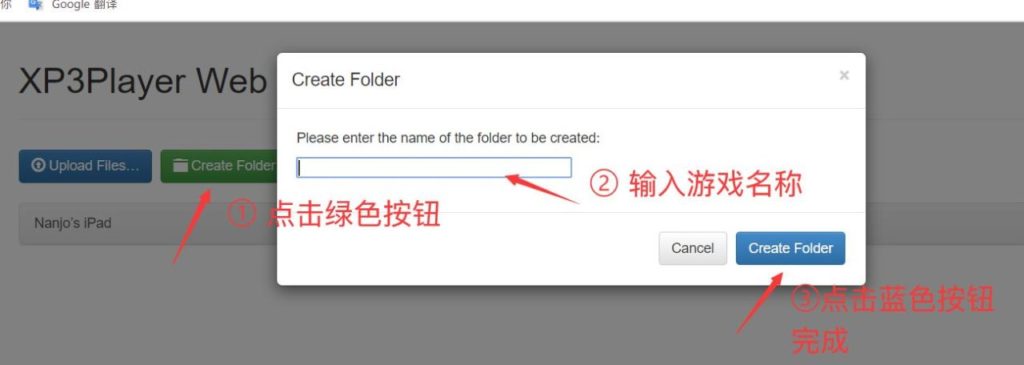 你 Google 翻译
XP3Player Web
Create Folder ×
Please enter the name of the folder to be created:
Upload Files… Create Folder
② 输入游戏名称
① 点击绿色按钮
Nanjo's iPad
Cancel Create Folder
③点击蓝色按钮
完成